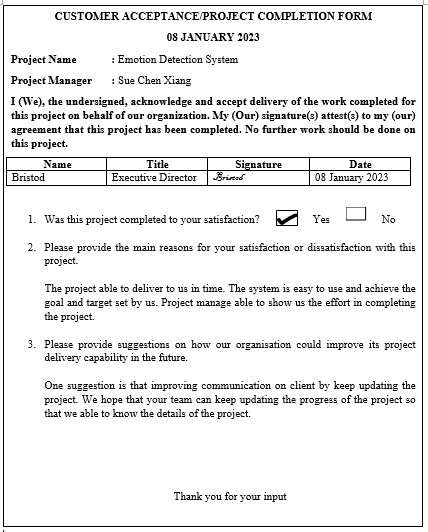 CUSTOMER ACCEPTANCE/PROJECT COMPLETION FORM
08 JANUARY 2023
Project Name : Emotion Detection System
Project Manager : Sue Chen Xiang
I (We), the undersigned, acknowledge and accept delivery of the work completed for
this project on behalf of our organization. My (Our) signature(s) attest(s) to my (our)
agreement that this project has been completed. No further work should be done on
this project.
Name Title Signature Date
Bristod Executive Director Bristod 08 January 2023
1. Was this project completed to your satisfaction? Yes No
2. Please provide the main reasons for your satisfaction or dissatisfaction with this
project.
The project able to deliver to us in time. The system is easy to use and achieve the
goal and target set by us. Project manage able to show us the effort in completing
the project.
3. Please provide suggestions on how our organisation could improve its project
delivery capability in the future.
One suggestion is that improving communication on client by keep updating the
project. We hope that your team can keep updating the progress of the project so
that we able to know the details of the project.
Thank you for your input